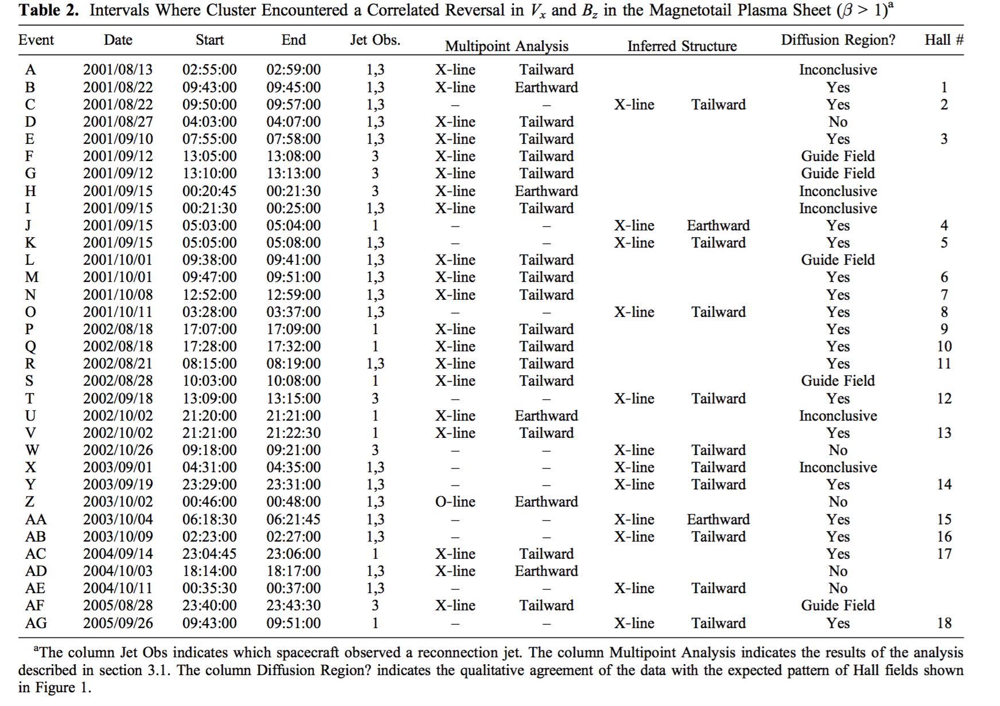 Table 2. Intervals Where Cluster Encountered a Correlated Reversal in Vx and Bz in the Magnetotail Plasma Sheet (β > 1)a
Event Date Start End Jet Obs. Multipoint Analysis Inferred Structure Diffusion Region? Hall #
A 2001/08/13 02:55:00 02:59:00 1,3 X-line Tailward Inconclusive
B 2001/08/22 09:43:00 09:45:00 1,3 X-line Earthward Yes 1
C 2001/08/22 09:50:00 09:57:00 1,3 – – X-line Tailward Yes 2
D 2001/08/27 04:03:00 04:07:00 1,3 X-line Tailward No
E 2001/09/10 07:55:00 07:58:00 1,3 X-line Tailward Yes 3
F 2001/09/12 13:05:00 13:08:00 3 X-line Tailward Guide Field
G 2001/09/12 13:10:00 13:13:00 3 X-line Tailward Guide Field
H 2001/09/15 00:20:45 00:21:30 3 X-line Earthward Inconclusive
I 2001/09/15 00:21:30 00:25:00 1,3 X-line Tailward Inconclusive
J 2001/09/15 05:03:00 05:04:00 1 – – X-line Earthward Yes 4
K 2001/09/15 05:05:00 05:08:00 1,3 – – X-line Tailward Yes 5
L 2001/10/01 09:38:00 09:41:00 1,3 X-line Tailward Guide Field
M 2001/10/01 09:47:00 09:51:00 1,3 X-line Tailward Yes 6
N 2001/10/08 12:52:00 12:59:00 1,3 X-line Tailward Yes 7
O 2001/10/11 03:28:00 03:37:00 1,3 – – X-line Tailward Yes 8
P 2002/08/18 17:07:00 17:09:00 1 X-line Tailward Yes 9
Q 2002/08/18 17:28:00 17:32:00 1 X-line Tailward Yes 10
R 2002/08/21 08:15:00 08:19:00 1,3 X-line Tailward Yes 11
S 2002/08/28 10:03:00 10:08:00 1 X-line Tailward Guide Field
T 2002/09/18 13:09:00 13:15:00 3 – – X-line Tailward Yes 12
U 2002/10/02 21:20:00 21:21:00 1 X-line Earthward Inconclusive
V 2002/10/02 21:21:00 21:22:30 1 X-line Tailward Yes 13
W 2002/10/26 09:18:00 09:21:00 3 – – X-line Tailward No
X 2003/09/01 04:31:00 04:35:00 1,3 – – X-line Tailward Inconclusive
Y 2003/09/19 23:29:00 23:31:00 1,3 – – X-line Tailward Yes 14
Z 2003/10/02 00:46:00 00:48:00 1,3 O-line Earthward No
AA 2003/10/04 06:18:30 06:21:45 1,3 – – X-line Earthward Yes 15
AB 2003/10/09 02:23:00 02:27:00 1,3 – – X-line Tailward Yes 16
AC 2004/09/14 23:04:45 23:06:00 1 X-line Tailward Yes 17
AD 2004/10/03 18:14:00 18:17:00 1,3 X-line Earthward No
AE 2004/10/11 00:35:30 00:37:00 1,3 – – X-line Tailward No
AF 2005/08/28 23:40:00 23:43:30 3 X-line Tailward Guide Field
AG 2005/09/26 09:43:00 09:51:00 1 – – X-line Tailward Yes 18
aThe column Jet Obs indicates which spacecraft observed a reconnection jet. The column Multipoint Analysis indicates the results of the analysis
described in section 3.1. The column Diffusion Region? indicates the qualitative agreement of the data with the expected pattern of Hall fields shown
in Figure 1.